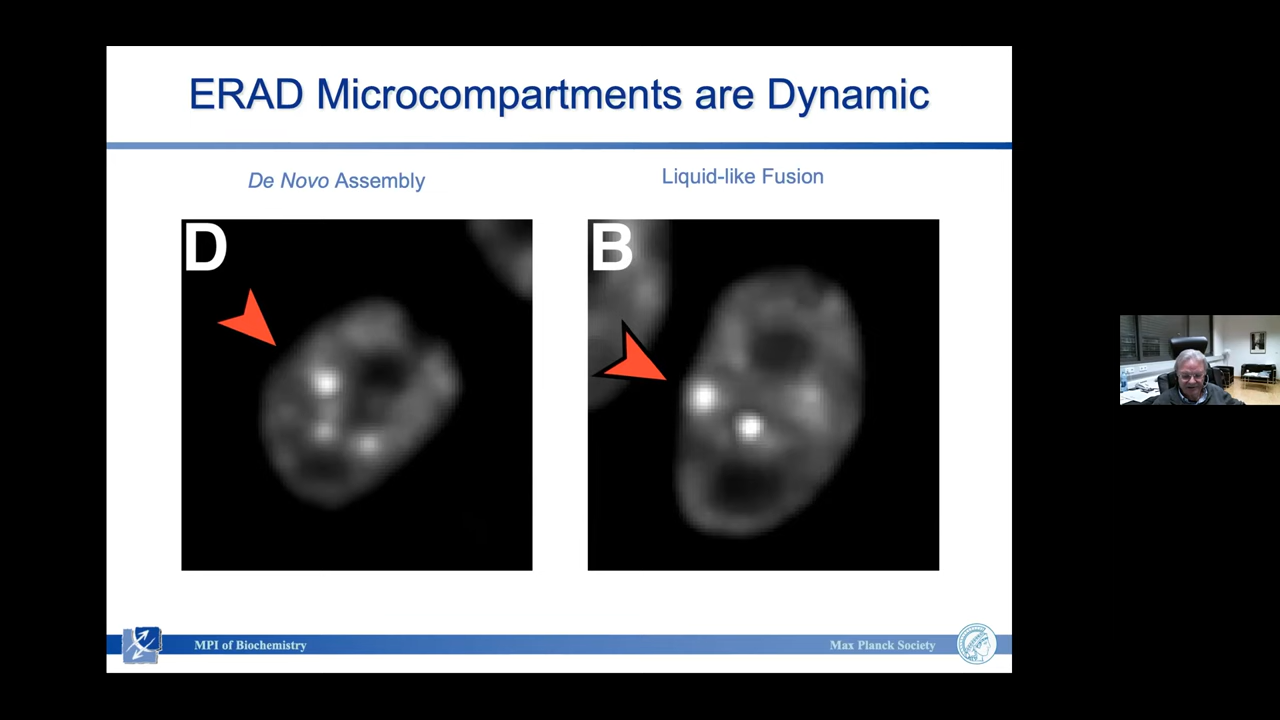 ERAD Microcompartments are Dynamic
De Novo Assembly
Liquid-like Fusion
D
B
MPI of Biochemistry
Max Planck Society